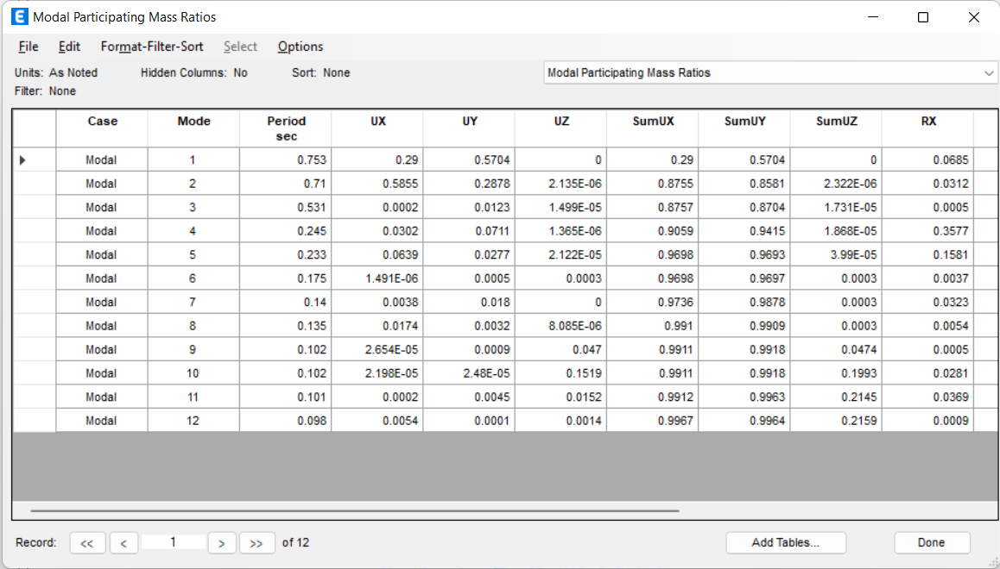 E Modal Participating Mass Ratios
File Edit Format-Filter-Sort Select Options
Units: As Noted Hidden Columns: No Sort: None Modal Participating Mass Ratios
Filter: None
Case Mode Period UX UY UZ SumUX SumUY SumUZ RX
sec
Modal 1 0.753 0.29 0.5704 0 0.29 0.5704 0 0.0685
Modal 2 0.71 0.5855 0.2878 2.135E-06 0.8755 0.8581 2.322E-06 0.0312
Modal 3 0.531 0.0002 0.0123 1.499E-05 0.8757 0.8704 1.731E-05 0.0005
Modal 4 0.245 0.0302 0.0711 1.365E-06 0.9059 0.9415 1.868E-05 0.3577
Modal 5 0.233 0.0639 0.0277 2.122E-05 0.9698 0.9693 3.99E-05 0.1581
Modal 6 0.175 1.491E-06 0.0005 0.0003 0.9698 0.9697 0.0003 0.0037
Modal 7 0.14 0.0038 0.018 0 0.9736 0.9878 0.0003 0.0323
Modal 8 0.135 0.0174 0.0032 8.085E-06 0.991 0.9909 0.0003 0.0054
Modal 9 0.102 2.654E-05 0.0009 0.047 0.9911 0.9918 0.0474 0.0005
Modal 10 0.102 2.198E-05 2.48E-05 0.1519 0.9911 0.9918 0.1993 0.0281
Modal 11 0.101 0.0002 0.0045 0.0152 0.9912 0.9963 0.2145 0.0369
Modal 12 0.098 0.0054 0.0001 0.0014 0.9967 0.9964 0.2159 0.0009
Record: << < 1 > >> of 12 Add Tables... Done